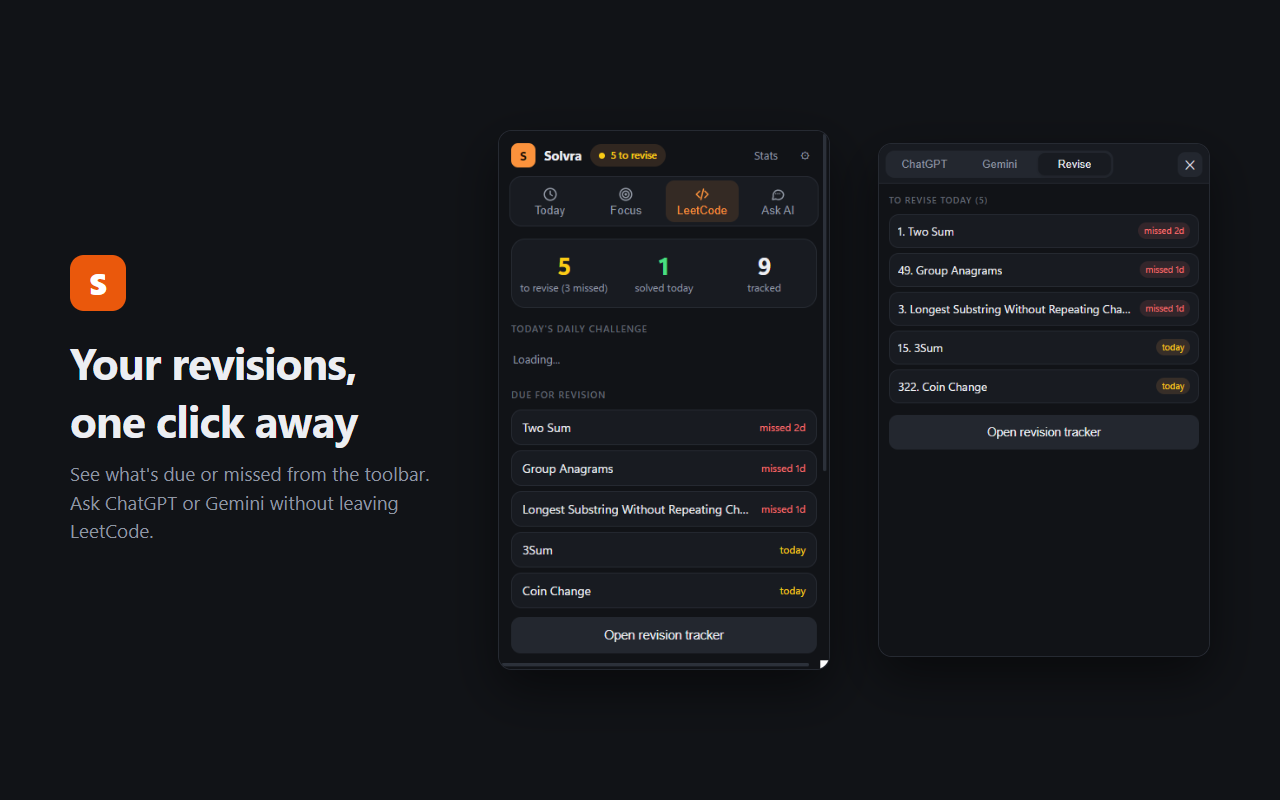 S
Your revisions,
one click away
See what's due or missed from the toolbar.
Ask ChatGPT or Gemini without leaving
LeetCode.
S Solvra 5 to revise Stats
Today Focus LeetCode Ask AI
5 1 9
to revise (3 missed) solved today tracked
TODAY'S DAILY CHALLENGE
Loading...
DUE FOR REVISION
Two Sum missed 2d
Group Anagrams missed 1d
Longest Substring Without Repeating Ch... missed 1d
3Sum today
Coin Change today
Open revision tracker
ChatGPT Gemini Revise
TO REVISE TODAY (5)
1. Two Sum missed 2d
49. Group Anagrams missed 1d
3. Longest Substring Without Repeating Cha... missed 1d
15. 3Sum today
322. Coin Change today
Open revision tracker